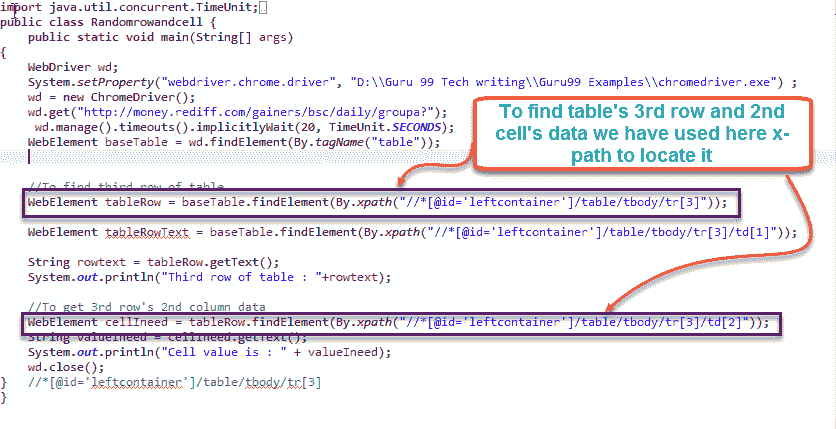 import java.util.concurrent.TimeUnit;
public class Randomrowandcell {
public static void main(String[] args)
{
WebDriver wd;
System.setProperty("webdriver.chrome.driver", "D:\\Guru 99 Tech writing\\Guru99 Examples\\chromedriver.exe") ;
wd = new ChromeDriver();
wd.get("http://money.rediff.com/gainers/bsc/daily/groupa?");
wd.manage().timeouts().implicitlyWait(20, TimeUnit.SECONDS);
WebElement baseTable = wd.findElement(By.tagName("table"));
To find table's 3rd row and 2nd
cell's data we have used here x-
path to locate it
//To find third row of table
WebElement tableRow = baseTable.findElement(By.xpath("//*[@id='leftcontainer']/table/tbody/tr[3]"));
WebElement tableRowText = baseTable.findElement(By.xpath("//*[@id='leftcontainer']/table/tbody/tr[3]/td[1]"));
String rowtext = tableRow.getText();
System.out.println("Third row of table : "+rowtext);
//To get 3rd row's 2nd column data
WebElement cellIneed = tableRow.findElement(By.xpath("//*[@id='leftcontainer']/table/tbody/tr[3]/td[2]"));
String valueIneed = cellIneed.getText();
System.out.println("Cell value is : " + valueIneed);
wd.close();
} //*[@id='leftcontainer']/table/tbody/tr[3]
}